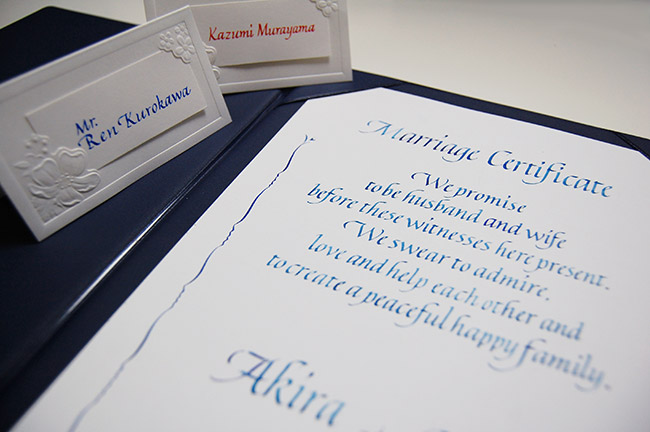 Kazumi Murayama
Mr.
Ren Kurokawa
Marriage Certificate
We promise
to be husband and wife
before these witnesses here present.
We swear to admire,
love and help each other and
to create a peaceful happy family.
Akira